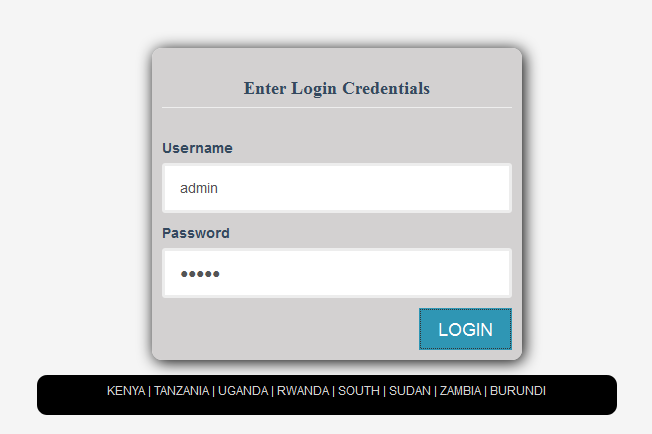 Enter Login Credentials
Username
admin
Password
●●●●●
LOGIN
KENYA | TANZANIA | UGANDA | RWANDA | SOUTH | SUDAN | ZAMBIA | BURUNDI